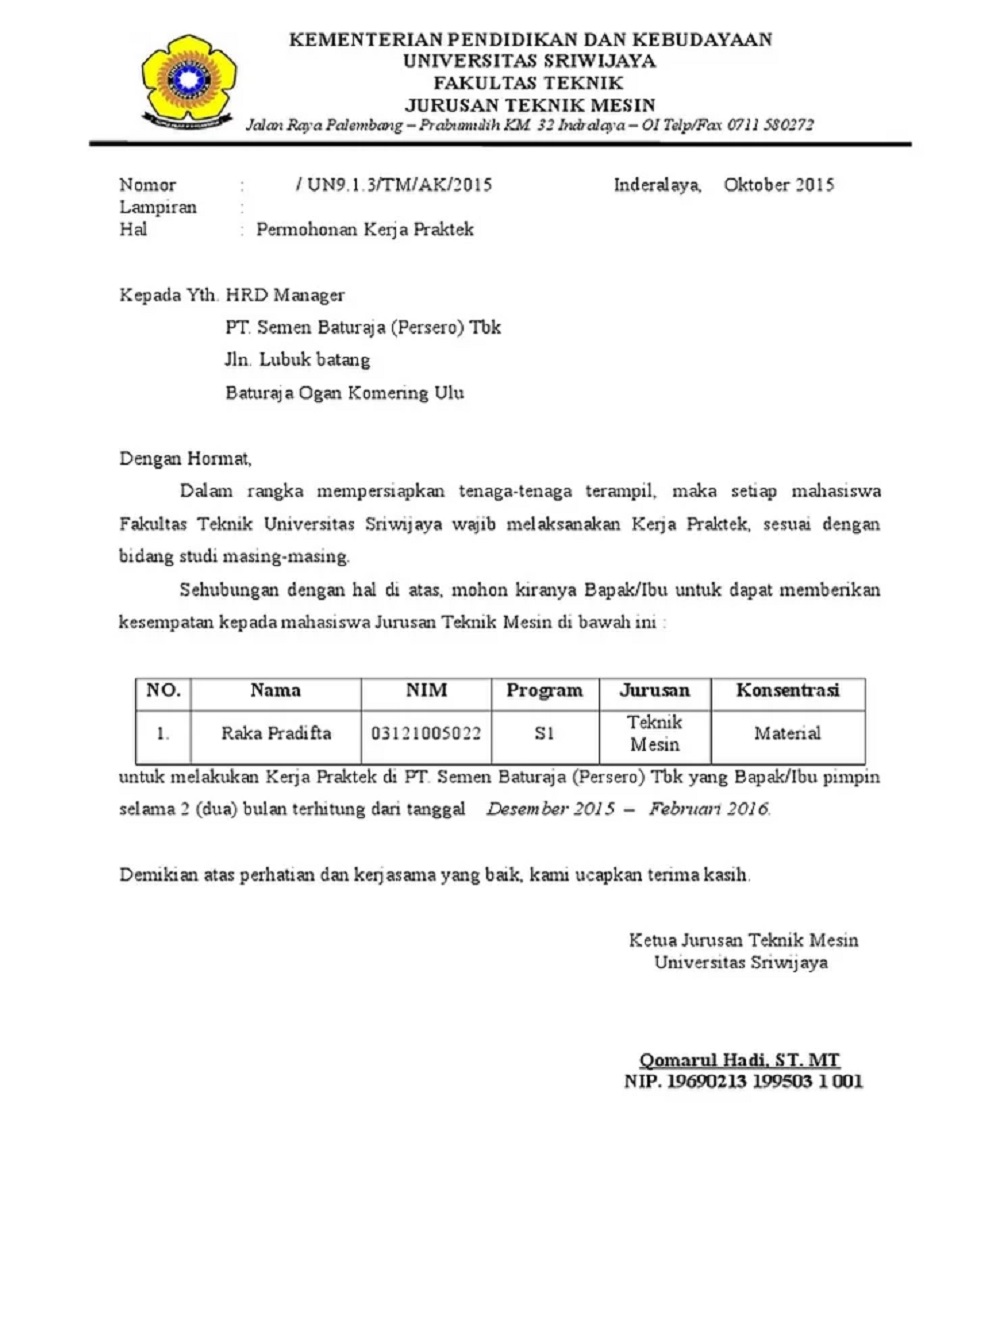 KEMENTERIAN PENDIDIKAN DAN KEBUDAYAAN
UNIVERSITAS SRIWIJAYA
FAKULTAS TEKNIK
JURUSAN TEKNIK MESIN
Jalan Raya Palembang – Prabumulih KM. 32 Indralaya – OI Telp/Fax 0711 580272
Nomor : / UN9.1.3/TM/AK/2015 Inderalaya, Oktober 2015
Lampiran :
Hal : Permohonan Kerja Praktek
Kepada Yth. HRD Manager
PT. Semen Baturaja (Persero) Tbk
Jln. Lubuk batang
Baturaja Ogan Komering Ulu
Dengan Hormat,
Dalam rangka mempersiapkan tenaga-tenaga terampil, maka setiap mahasiswa
Fakultas Teknik Universitas Sriwijaya wajib melaksanakan Kerja Praktek, sesuai dengan
bidang studi masing-masing.
Sehubungan dengan hal di atas, mohon kiranya Bapak/Ibu untuk dapat memberikan
kesempatan kepada mahasiswa Jurusan Teknik Mesin di bawah ini :
NO. Nama NIM Program Jurusan Konsentrasi
1. Raka Pradifta 03121005022 S1 Teknik Mesin Material
untuk melakukan Kerja Praktek di PT. Semen Baturaja (Persero) Tbk yang Bapak/Ibu pimpin
selama 2 (dua) bulan terhitung dari tanggal Desember 2015 – Februari 2016.
Demikian atas perhatian dan kerjasama yang baik, kami ucapkan terima kasih.
Ketua Jurusan Teknik Mesin
Universitas Sriwijaya
Qomarul Hadi, ST. MT
NIP. 19690213 199503 1 001